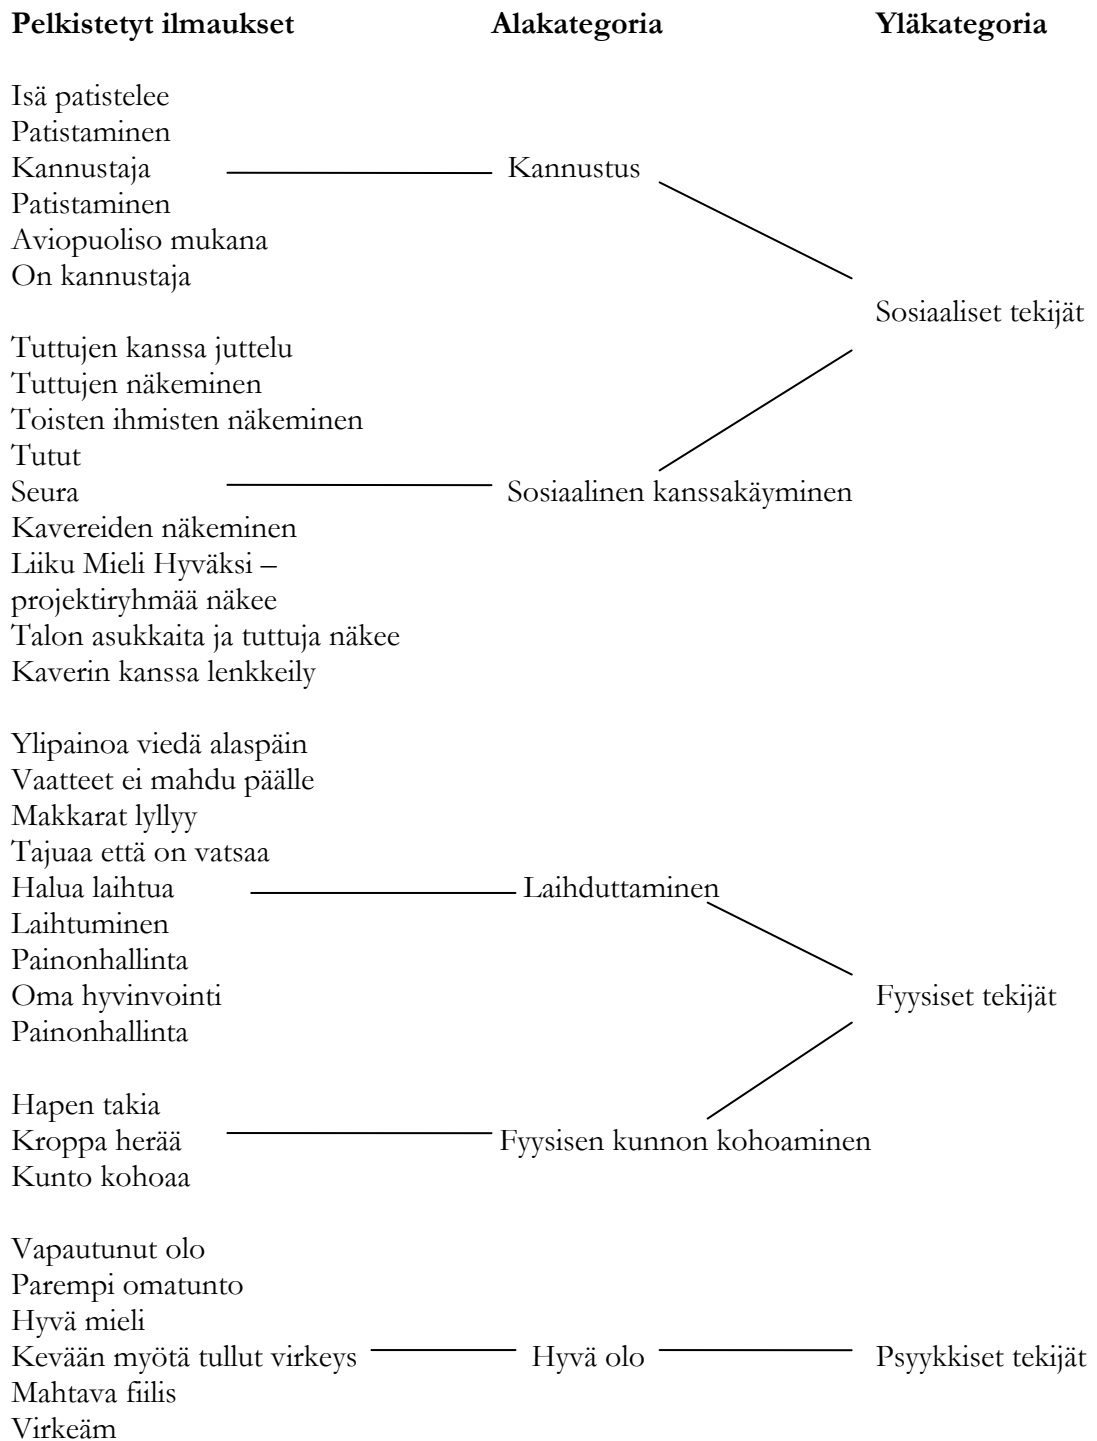 Pelkistetyt ilmaukset Alakategoria Yläkategoria
Isä patistelee
Patistaminen
Kannustaja Kannustus
Patistaminen
Aviopuoliso mukana
On kannustaja
Sosiaaliset tekijät
Tuttujen kanssa juttelu
Tuttujen näkeminen
Toisten ihmisten näkeminen
Tutut
Seura Sosiaalinen kanssakäyminen
Kavereiden näkeminen
Liiku Mieli Hyväksi –
projektiryhmää näkee
Talon asukkaita ja tuttuja näkee
Kaverin kanssa lenkkeily
Ylipainoa viedä alaspäin
Vaatteet ei mahdu päälle
Makkarat lyllyy
Tajuaa että on vatsaa
Halua laihtua Laihduttaminen
Laihtuminen
Painonhallinta
Oma hyvinvointi Fyysiset tekijät
Painonhallinta
Hapen takia
Kroppa herää Fyysisen kunnon kohoaminen
Kunto kohoaa
Vapautunut olo
Parempi omatunto
Hyvä mieli
Kevään myötä tullut virkeys Hyvä olo Psyykkiset tekijät
Mahtava fiilis
Virkeäm